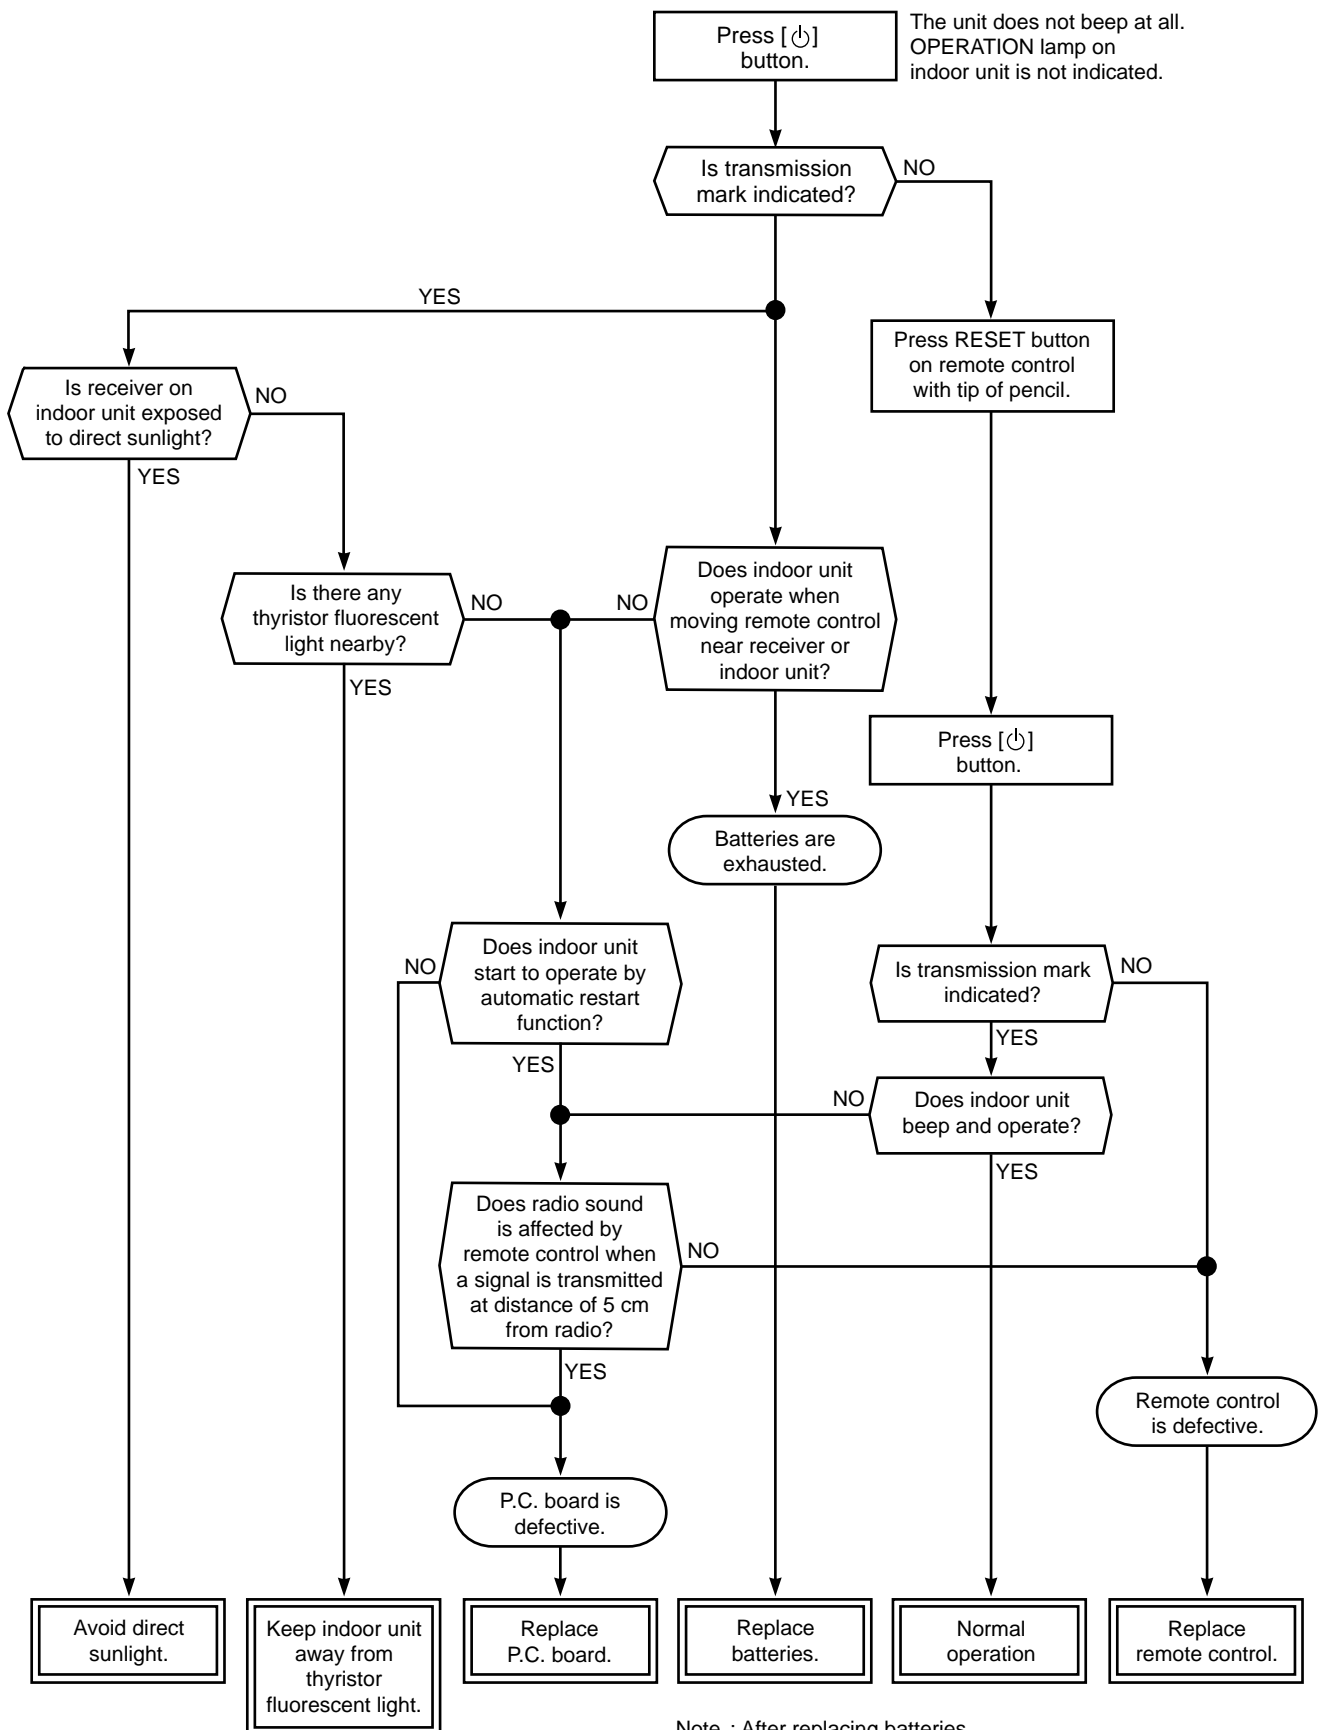 Press [ ]
button.
The unit does not beep at all.
OPERATION lamp on
indoor unit is not indicated.
Is transmission
mark indicated?
NO
YES
Press RESET button
on remote control
with tip of pencil.
Is receiver on
indoor unit exposed
to direct sunlight?
NO
YES
Is there any
thyristor fluorescent
light nearby?
NO
YES
NO
Does indoor unit
operate when
moving remote control
near receiver or
indoor unit?
YES
Press [ ]
button.
Batteries are
exhausted.
Does indoor unit
start to operate by
automatic restart
function?
NO
YES
Is transmission mark
indicated?
NO
YES
NO
Does indoor unit
beep and operate?
YES
Does radio sound
is affected by
remote control when
a signal is transmitted
at distance of 5 cm
from radio?
NO
YES
Remote control
is defective.
P.C. board is
defective.
Avoid direct
sunlight.
Keep indoor unit
away from
thyristor
fluorescent light.
Replace
P.C. board.
Replace
batteries.
Normal
operation
Replace
remote control.
Note : After replacing batteries,